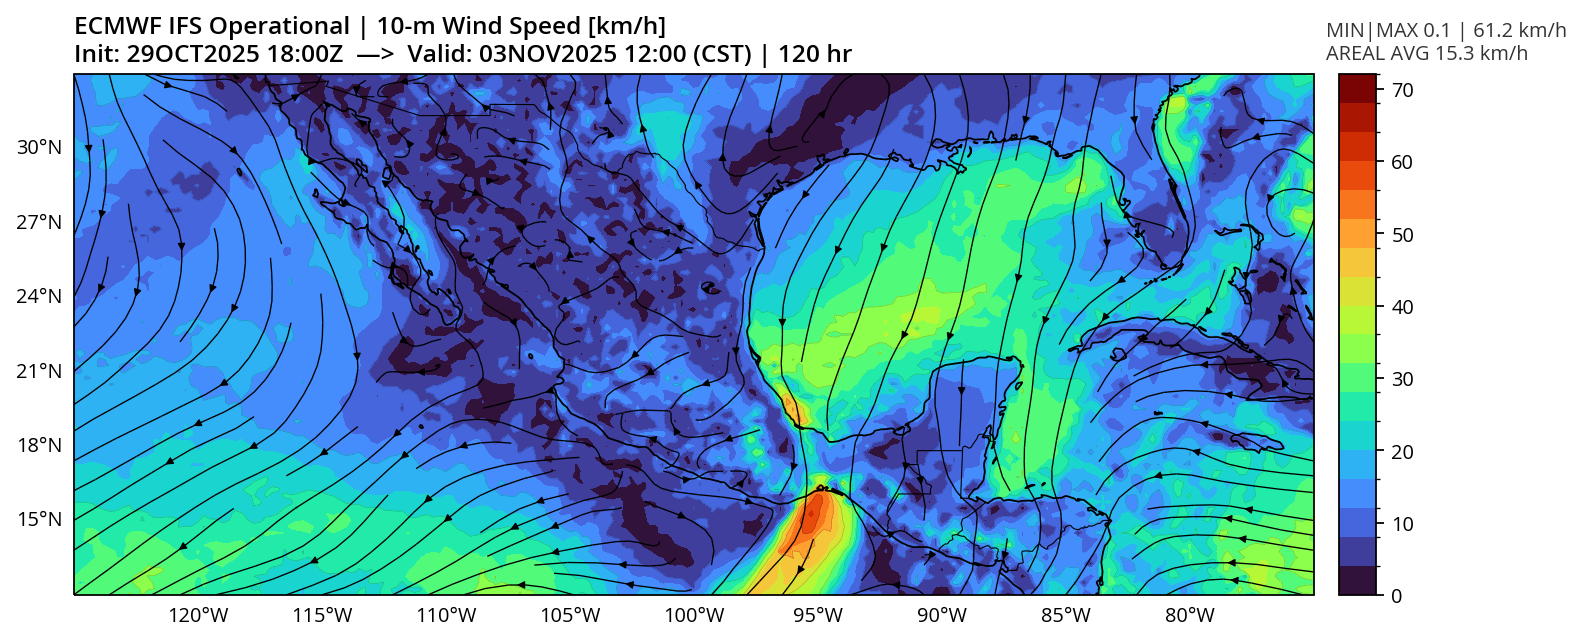 ECMWF IFS Operational | 10-m Wind Speed [km/h]
Init: 29OCT2025 18:00Z —> Valid: 03NOV2025 12:00 (CST) | 120 hr
MIN|MAX 0.1 | 61.2 km/h
AREAL AVG 15.3 km/h
30°N
27°N
24°N
21°N
18°N
15°N
120°W
115°W
110°W
105°W
100°W
95°W
90°W
85°W
80°W
70
60
50
40
30
20
10
0